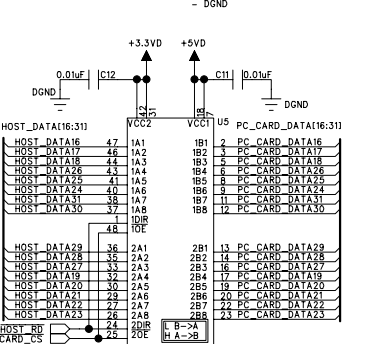 - DGND
+3.3VD +5VD
0.01uF C12 C11 0.01uF
DGND DGND
42 31 18 7
VCC2 VCC1 U5
HOST_DATA[16:31] PC_CARD_DATA[16:31]
HOST_DATA16 47 1A1 1B1 2 PC_CARD_DATA16
HOST_DATA17 46 1A2 1B2 3 PC_CARD_DATA17
HOST_DATA18 44 1A3 1B3 5 PC_CARD_DATA18
HOST_DATA26 43 1A4 1B4 6 PC_CARD_DATA26
HOST_DATA25 41 1A5 1B5 8 PC_CARD_DATA25
HOST_DATA24 40 1A6 1B6 9 PC_CARD_DATA24
HOST_DATA31 38 1A7 1B7 11 PC_CARD_DATA31
HOST_DATA30 37 1A8 1B8 12 PC_CARD_DATA30
1 1DIR
48 1OE
HOST_DATA29 36 2A1 2B1 13 PC_CARD_DATA29
HOST_DATA28 35 2A2 2B2 14 PC_CARD_DATA28
HOST_DATA27 33 2A3 2B3 16 PC_CARD_DATA27
HOST_DATA19 32 2A4 2B4 17 PC_CARD_DATA19
HOST_DATA20 30 2A5 2B5 19 PC_CARD_DATA20
HOST_DATA21 29 2A6 2B6 20 PC_CARD_DATA21
HOST_DATA22 27 2A7 2B7 22 PC_CARD_DATA22
HOST_DATA23 26 2A8 2B8 23 PC_CARD_DATA23
HOST_RD 24 2DIR L B->A
CARD_CS 25 2OE H A->B